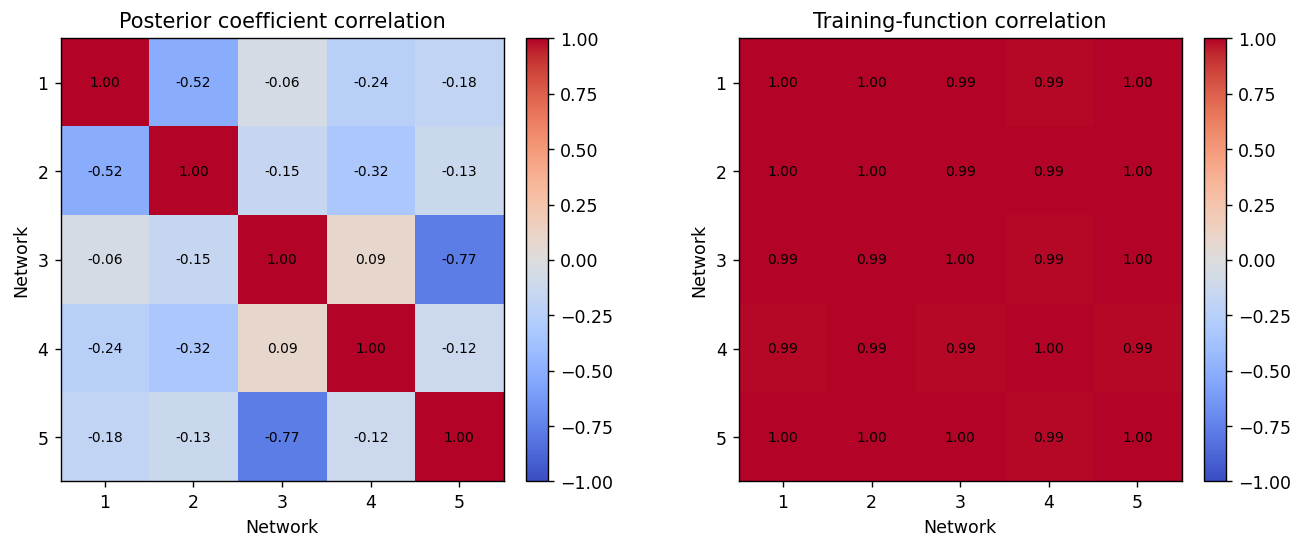 Posterior coefficient correlation
Network
1 1.00 -0.52 -0.06 -0.24 -0.18
2 -0.52 1.00 -0.15 -0.32 -0.13
3 -0.06 -0.15 1.00 0.09 -0.77
4 -0.24 -0.32 0.09 1.00 -0.12
5 -0.18 -0.13 -0.77 -0.12 1.00
1 2 3 4 5
Network
1.00
0.75
0.50
0.25
0.00
−0.25
−0.50
−0.75
−1.00
Training-function correlation
Network
1 1.00 1.00 0.99 0.99 1.00
2 1.00 1.00 0.99 0.99 1.00
3 0.99 0.99 1.00 0.99 1.00
4 0.99 0.99 0.99 1.00 0.99
5 1.00 1.00 1.00 0.99 1.00
1 2 3 4 5
Network
1.00
0.75
0.50
0.25
0.00
−0.25
−0.50
−0.75
−1.00